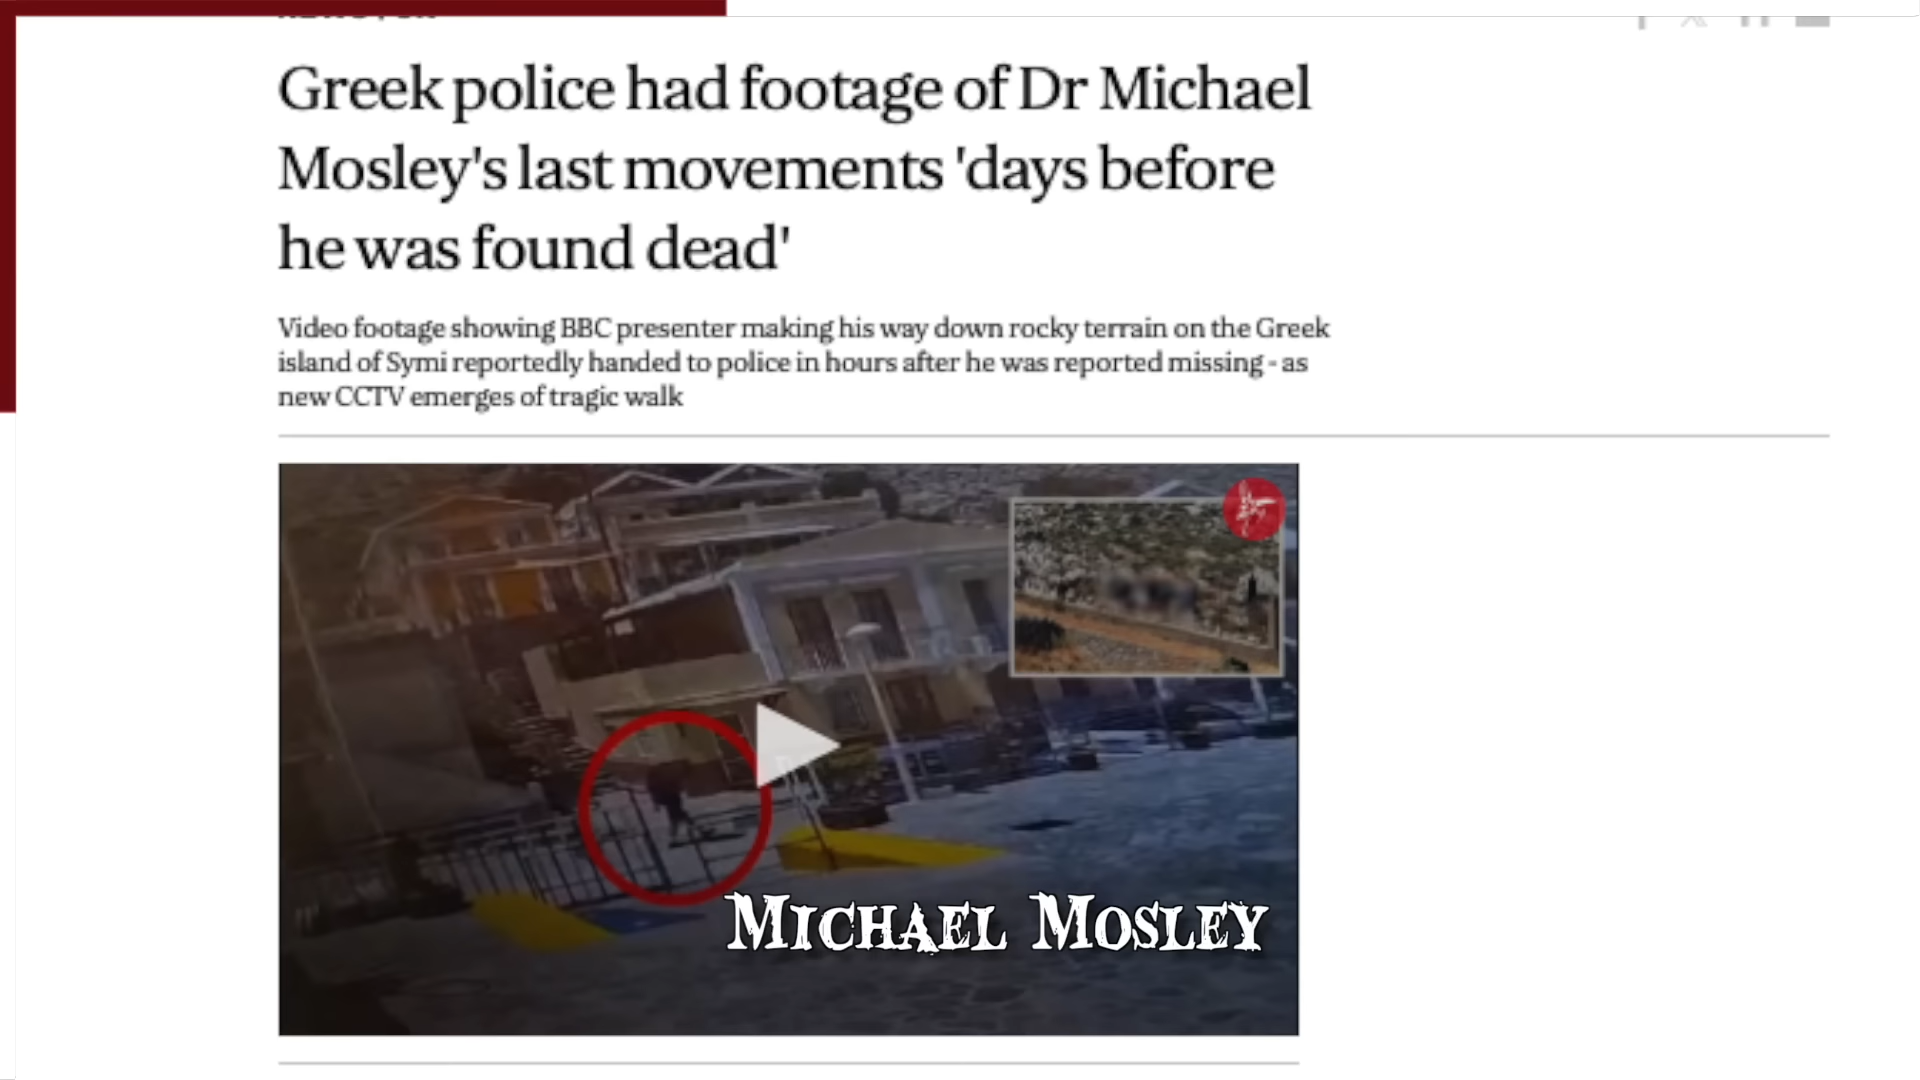 Greek police had footage of Dr Michael
Mosley's last movements 'days before
he was found dead'
Video footage showing BBC presenter making his way down rocky terrain on the Greek
island of Symi reportedly handed to police in hours after he was reported missing - as
new CCTV emerges of tragic walk
Michael Mosley